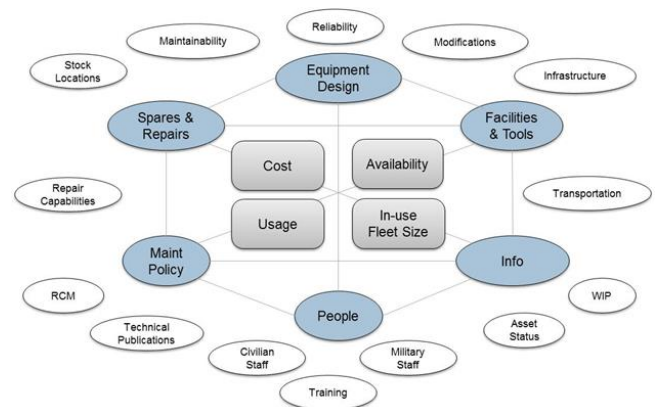 Reliability
Maintainability
Modifications
Stock
Locations
Equipment
Design
Infrastructure
Spares &
Repairs
Facilities
& Tools
Cost
Availability
Repair
Capabilities
Transportation
Usage
In-use
Fleet Size
Maint
Policy
Info
RCM
WIP
People
Technical
Publications
Asset
Status
Civilian
Staff
Military
Staff
Training